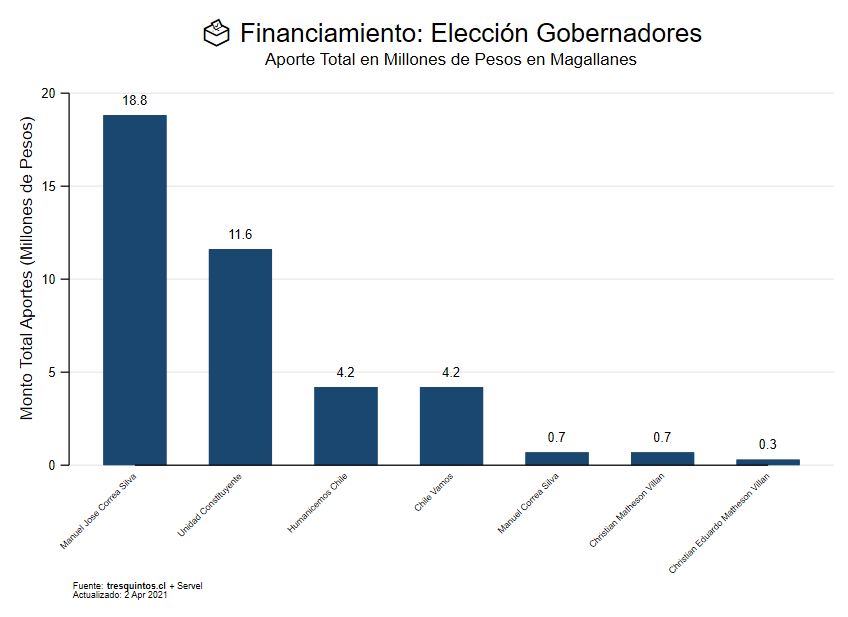 Financiamiento: Elección Gobernadores
Aporte Total en Millones de Pesos en Magallanes
Monto Total Aportes (Millones de Pesos)
20
15
10
5
0
18.8
11.6
4.2
4.2
0.7
0.7
0.3
Manuel Jose Correa Silva
Unidad Constituyente
Humanicemos Chile
Chile Vamos
Manuel Correa Silva
Christian Matheson Villan
Christian Eduardo Matheson Villan
Fuente: tresquintos.cl + Servel
Actualizado: 2 Apr 2021